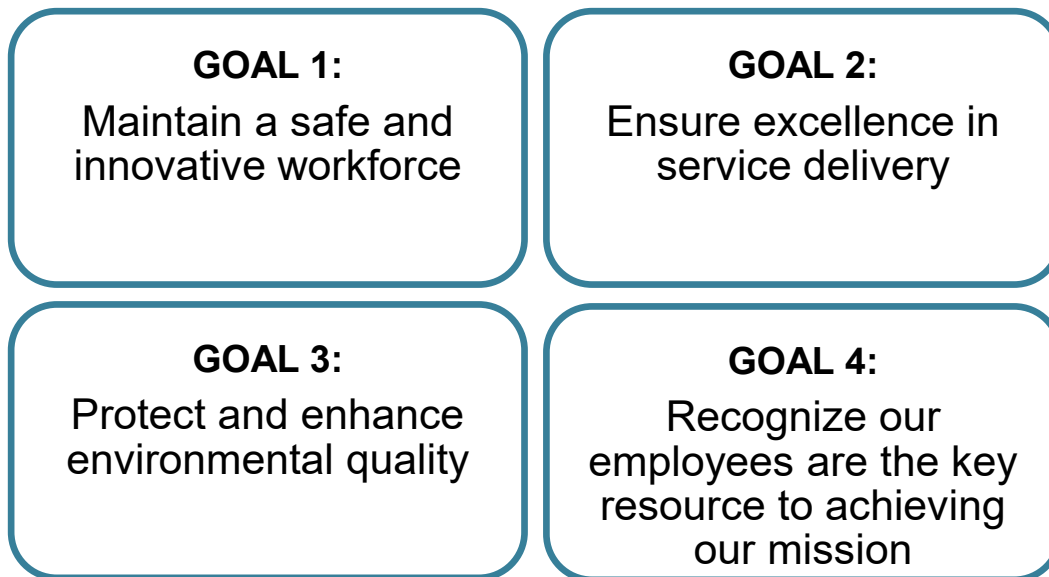 GOAL 1:
Maintain a safe and
innovative workforce
GOAL 2:
Ensure excellence in
service delivery
GOAL 3:
Protect and enhance
environmental quality
GOAL 4:
Recognize our
employees are the key
resource to achieving
our mission